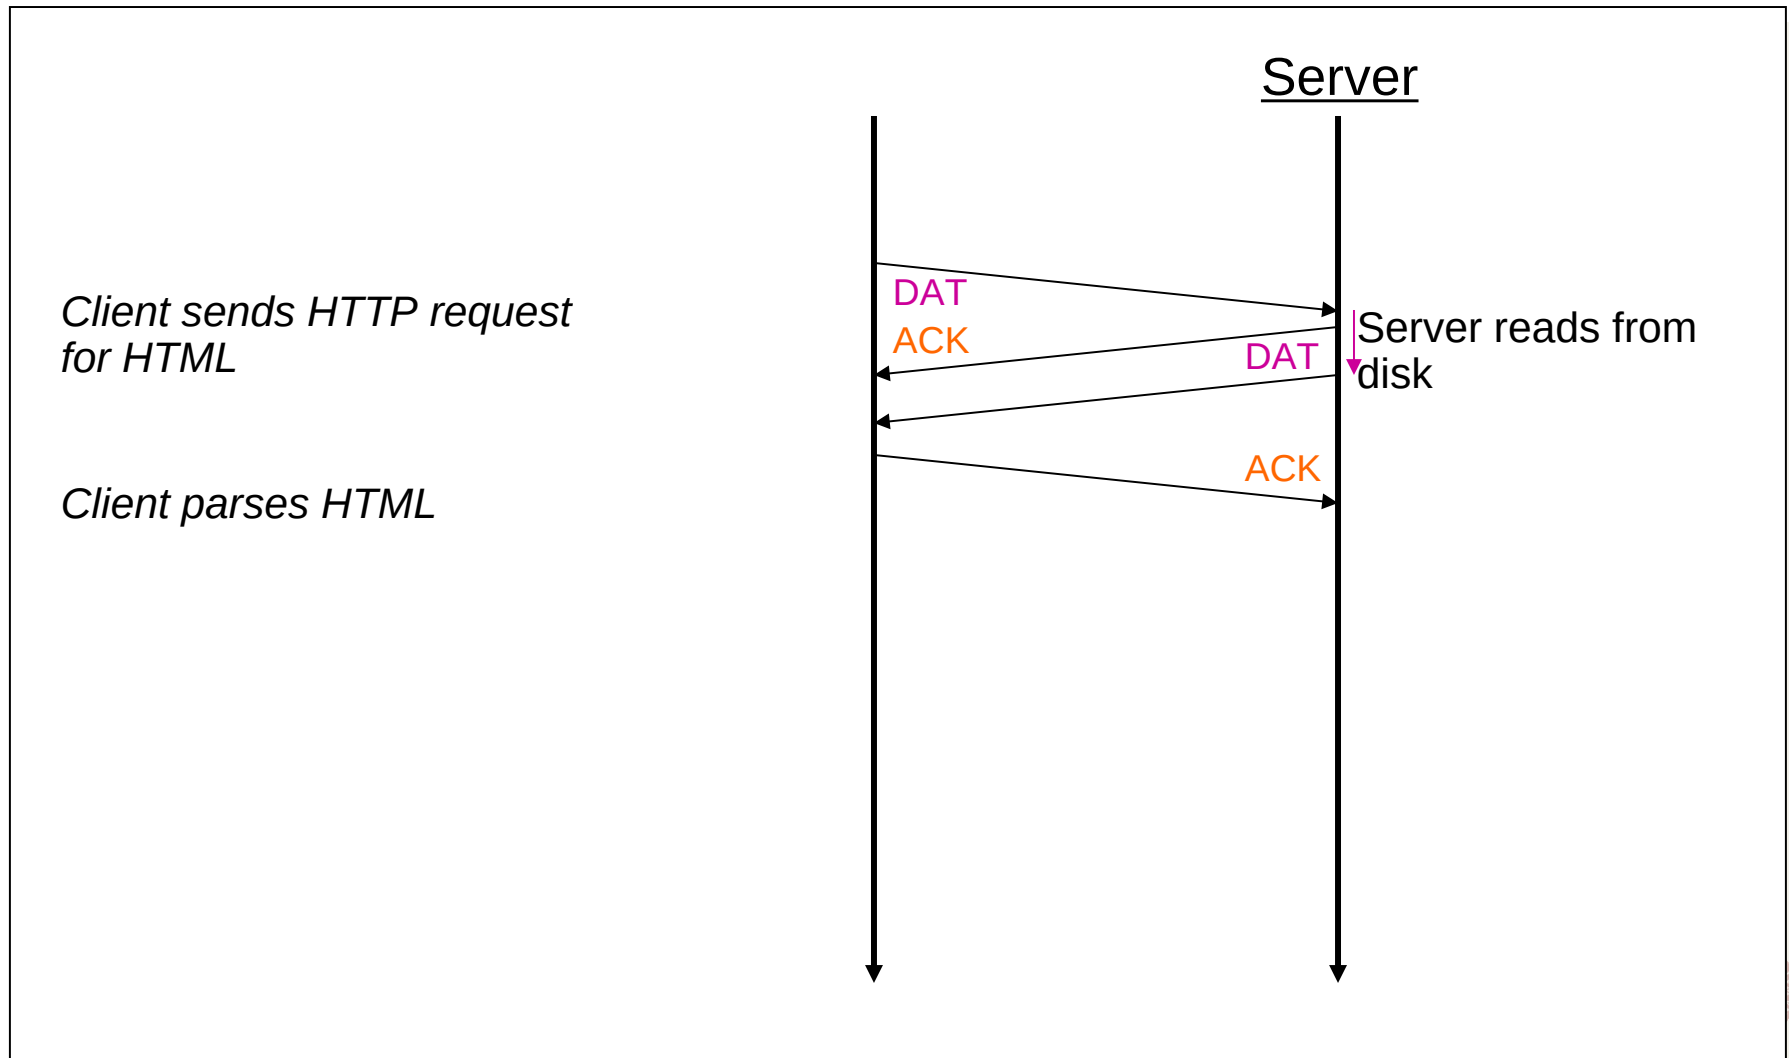 Server
DAT
Client sends HTTP request
for HTML
Server reads from
disk
ACK
DAT
ACK
Client parses HTML